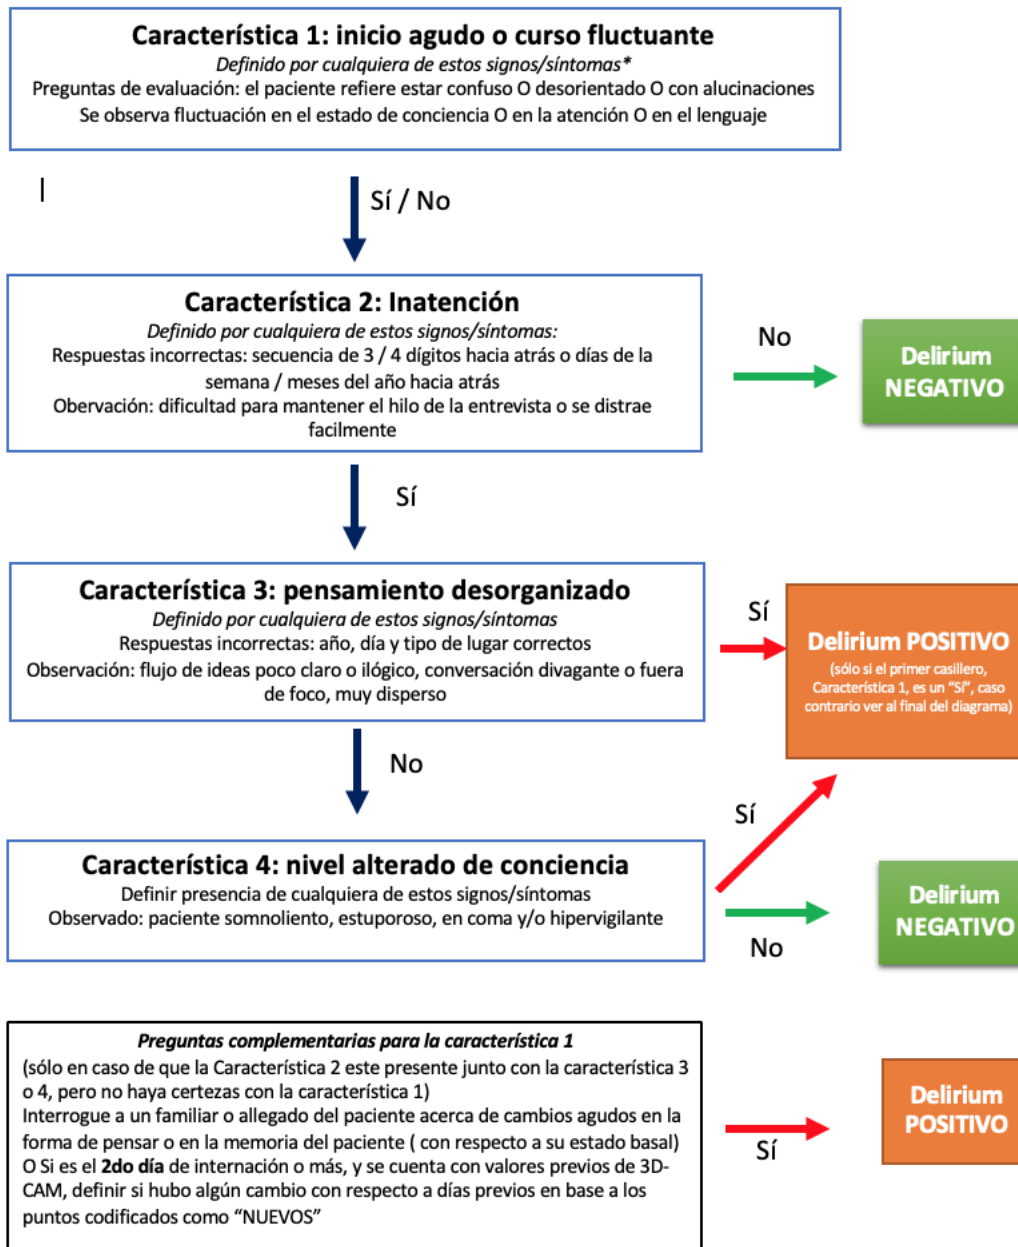 Característica 1: inicio agudo o curso fluctuante
Definido por cualquiera de estos signos/síntomas*
Preguntas de evaluación: el paciente refiere estar confuso O desorientado O con alucinaciones
Se observa fluctuación en el estado de conciencia O en la atención O en el lenguaje
Sí / No
Característica 2: Inatención
Definido por cualquiera de estos signos/síntomas:
Respuestas incorrectas: secuencia de 3 / 4 dígitos hacia atrás o días de la
semana / meses del año hacia atrás
Obervación: dificultad para mantener el hilo de la entrevista o se distrae
facilmente
No
Delirium
NEGATIVO
Sí
Característica 3: pensamiento desorganizado
Definido por cualquiera de estos signos/síntomas
Respuestas incorrectas: año, día y tipo de lugar correctos
Observación: flujo de ideas poco claro o ilógico, conversación divagante o fuera
de foco, muy disperso
Sí
Delirium POSITIVO
(sólo si el primer casillero,
Característica 1, es un "Sí", caso
contrario ver al final del diagrama)
No
Sí
Característica 4: nivel alterado de conciencia
Definir presencia de cualquiera de estos signos/síntomas
Observado: paciente somnoliento, estuporoso, en coma y/o hipervigilante
No
Delirium
NEGATIVO
Preguntas complementarias para la característica 1
(sólo en caso de que la Característica 2 este presente junto con la característica 3
o 4, pero no haya certezas con la característica 1)
Interrogue a un familiar o allegado del paciente acerca de cambios agudos en la
forma de pensar o en la memoria del paciente ( con respecto a su estado basal)
O Si es el 2do día de internación o más, y se cuenta con valores previos de 3D-
CAM, definir si hubo algún cambio con respecto a días previos en base a los
puntos codificados como "NUEVOS"
Sí
Delirium
POSITIVO